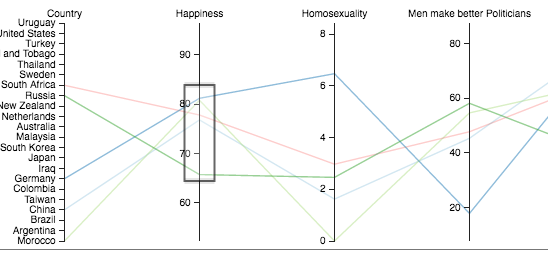 Country Happiness Homosexuality Men make better Politicians
Uruguay
United States
Turkey
l and Tobago
Thailand
Sweden
South Africa
Russia
New Zealand
Netherlands
Australia
Malaysia
South Korea
Japan
Iraq
Germany
Colombia
Taiwan
China
Brazil
Argentina
Morocco
90
80
70
60
8
6
4
2
0
80
60
40
20